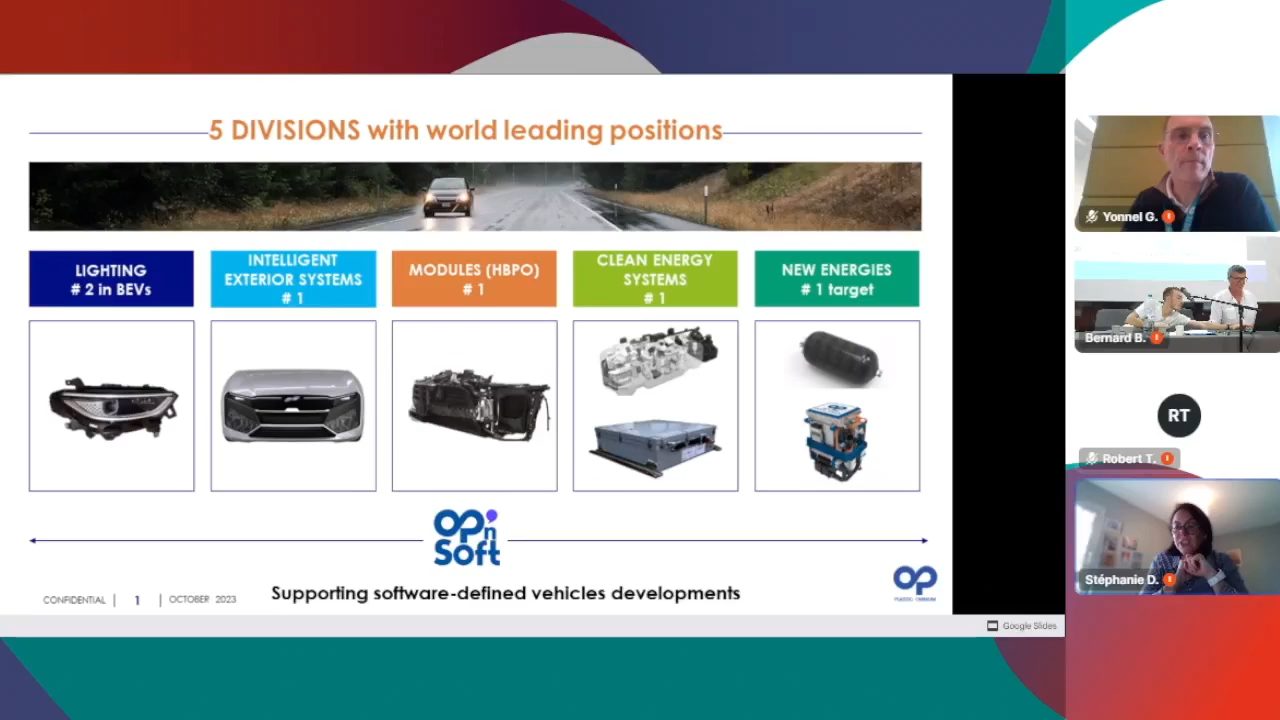 5 DIVISIONS with world leading positions
LIGHTING
# 2 in BEVs
INTELLIGENT
EXTERIOR SYSTEMS
# 1
MODULES (HBPO)
# 1
CLEAN ENERGY
SYSTEMS
# 1
NEW ENERGIES
# 1 target
OP'n
Soft
Supporting software-defined vehicles developments
CONFIDENTIAL | 1 | OCTOBER 2023
OP
PLASTIC OMNIUM
Google Slides
Yonnel G.
Bernard B.
RT
Robert T.
Stéphanie D.